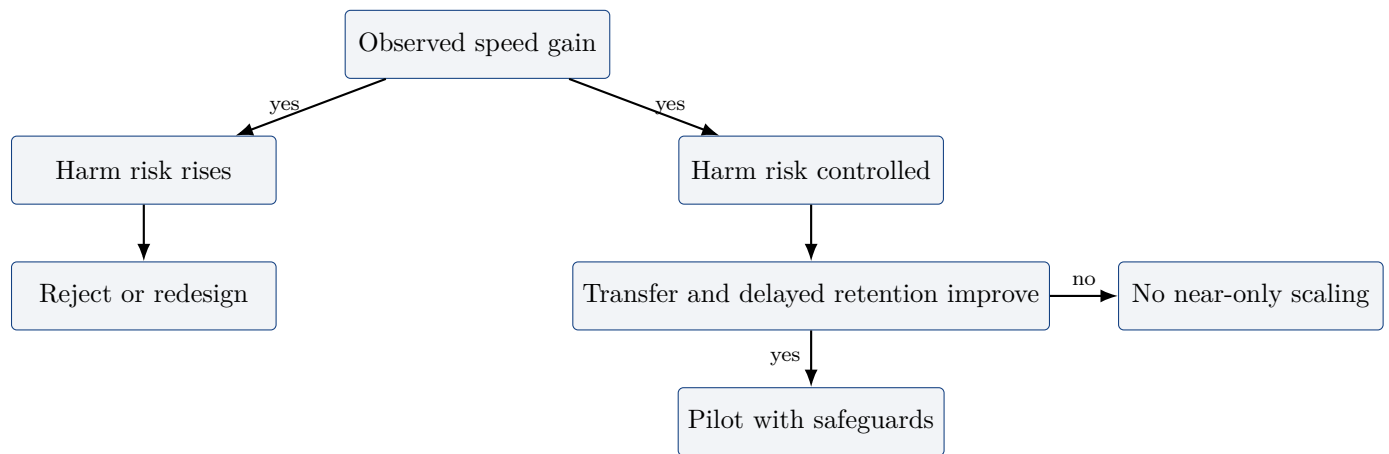 Observed speed gain
yes
yes
Harm risk rises
Harm risk controlled
Reject or redesign
Transfer and delayed retention improve
no
No near-only scaling
yes
Pilot with safeguards